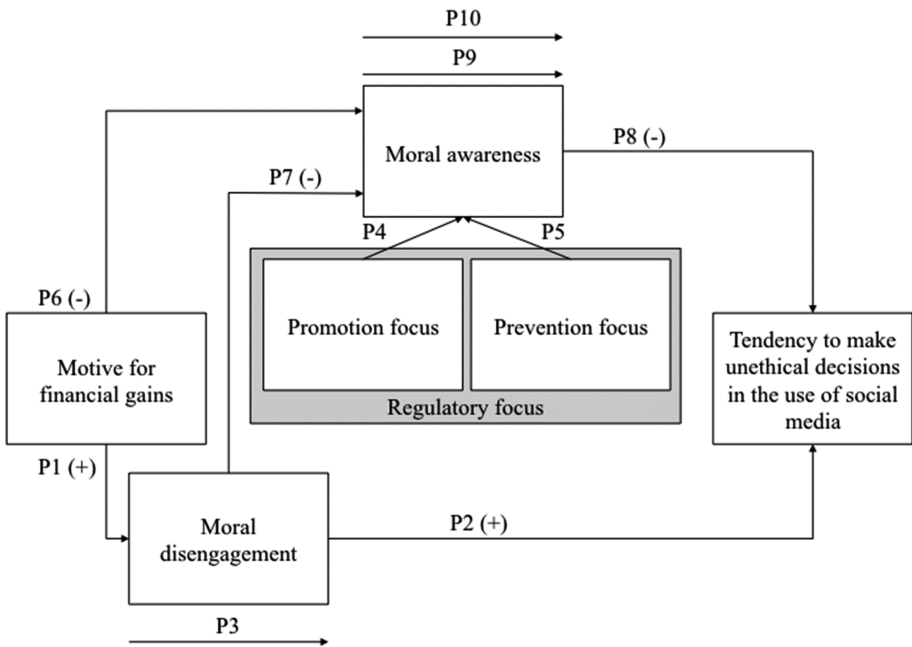 P10
P9
Moral awareness
P8 (-)
P7 (-)
P4
P5
P6 (-)
Promotion focus
Prevention focus
Regulatory focus
Motive for
financial gains
Tendency to make
unethical decisions
in the use of social
media
P1 (+)
Moral
disengagement
P2 (+)
P3